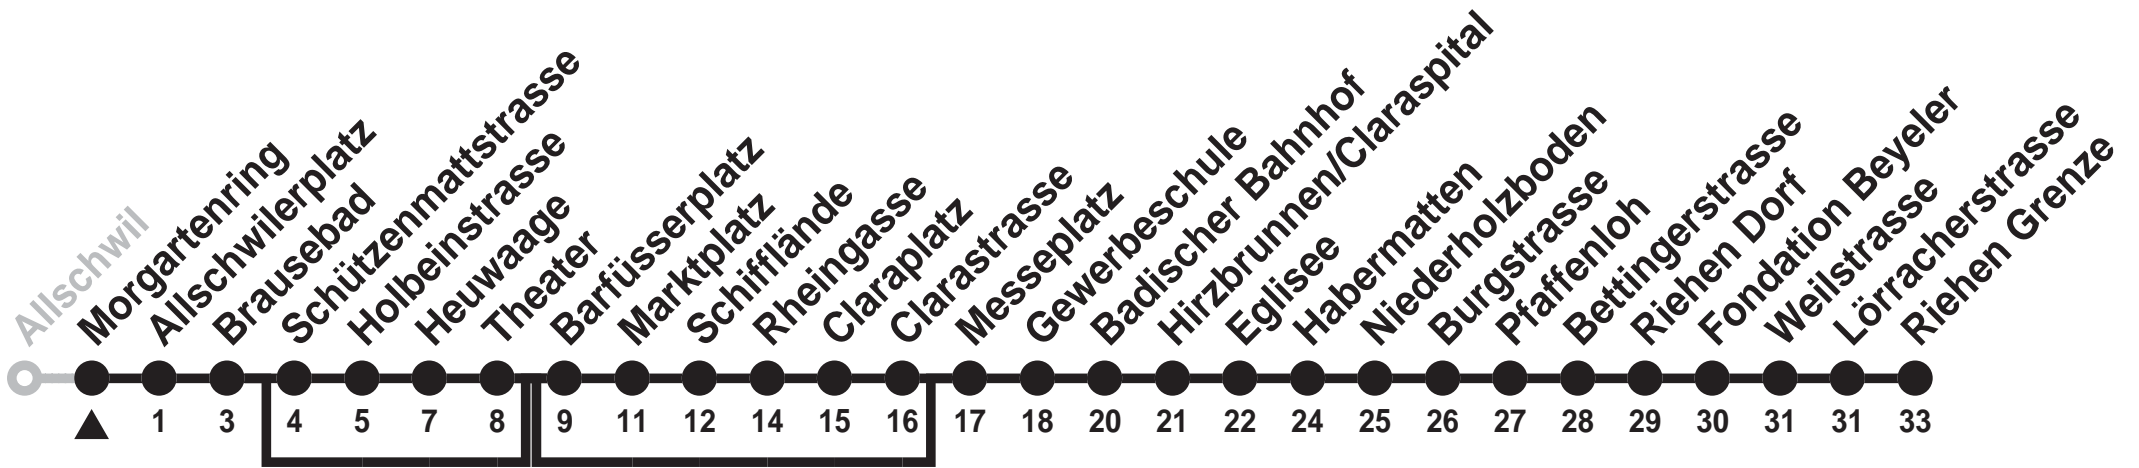 Allschwil
Morgartenring
Allschwilerplatz
Brausebad
Schützenmattstrasse
Holbeinstrasse
Heuwaage
Theater
Barfüsserplatz
Marktplatz
Schifflände
Rheingasse
Claraplatz
Clarastrasse
Messeplatz
Gewerbeschule
Badischer Bahnhof
Hirzbrunnen/Claraspital
Eglisee
Habermatten
Niederholzboden
Burgstrasse
Pfaffenloh
Bettingerstrasse
Riehen Dorf
Fondation Beyeler
Weilstrasse
Lörracherstrasse
Riehen Grenze
1 3 4 5 7 8 9 11 12 14 15 16 17 18 20 21 22 24 25 26 27 28 29 30 31 31 33